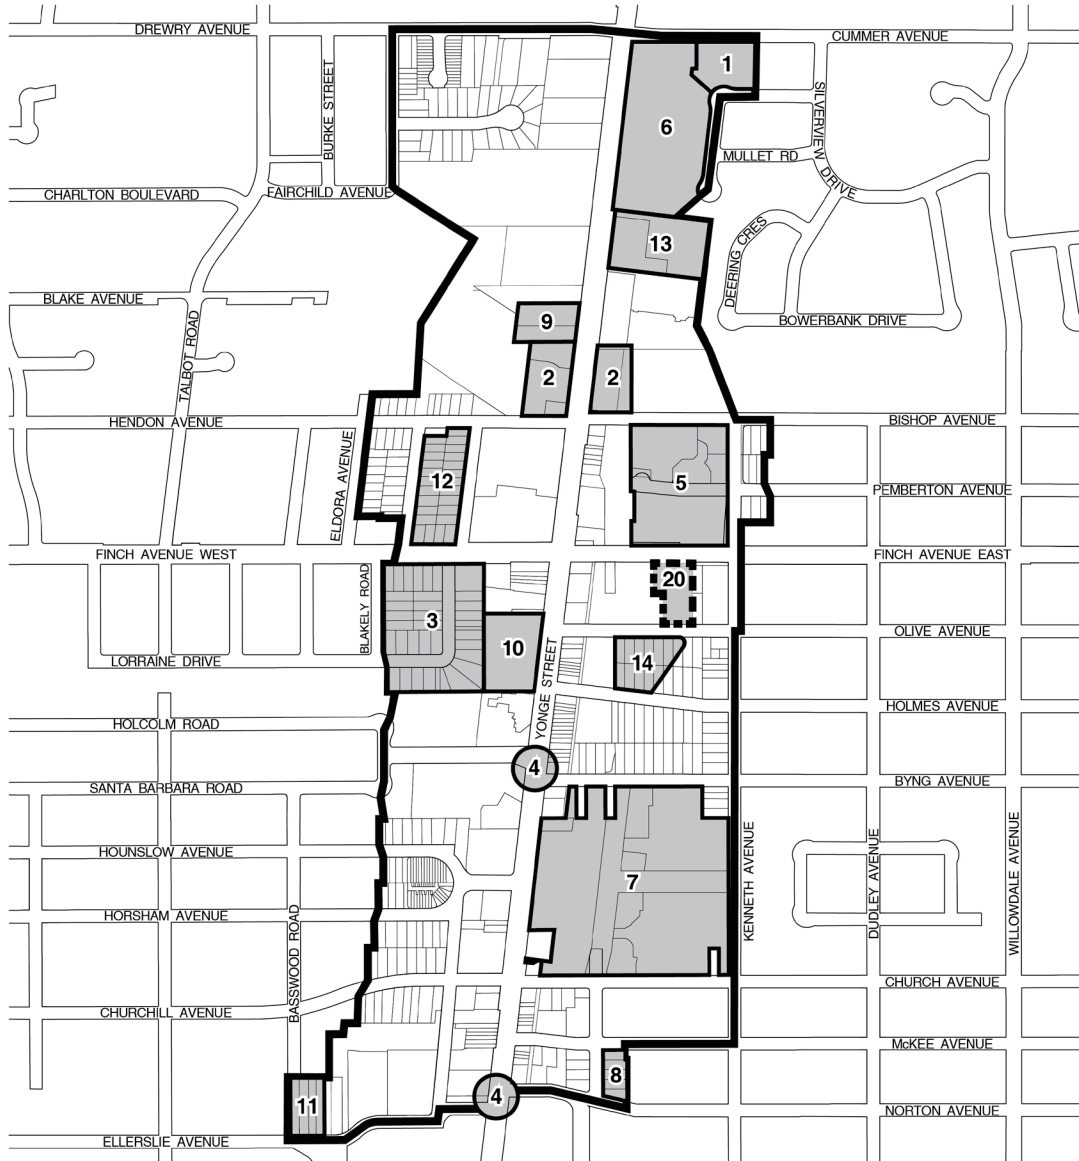 DREWRY AVENUE
CUMMER AVENUE
1
BURKE STREET
SILVERVIEW DRIVE
6
MULLET RD
CHARLTON BOULEVARD
FAIRCHILD AVENUE
13
DEERING CRES
BLAKE AVENUE
TALBOT ROAD
9
BOWERBANK DRIVE
2
2
HENDON AVENUE
BISHOP AVENUE
ELDORA AVENUE
12
5
PEMBERTON AVENUE
FINCH AVENUE WEST
FINCH AVENUE EAST
20
BLAKELY ROAD
3
10
OLIVE AVENUE
LORRAINE DRIVE
14
YONGE STREET
HOLMES AVENUE
HOLCOLM ROAD
4
BYNG AVENUE
SANTA BARBARA ROAD
HOUNSLOW AVENUE
7
KENNETH AVENUE
DUDLEY AVENUE
WILLOWDALE AVENUE
HORSHAM AVENUE
BASSWOOD ROAD
CHURCH AVENUE
CHURCHILL AVENUE
McKEE AVENUE
8
11
4
NORTON AVENUE
ELLERSLIE AVENUE